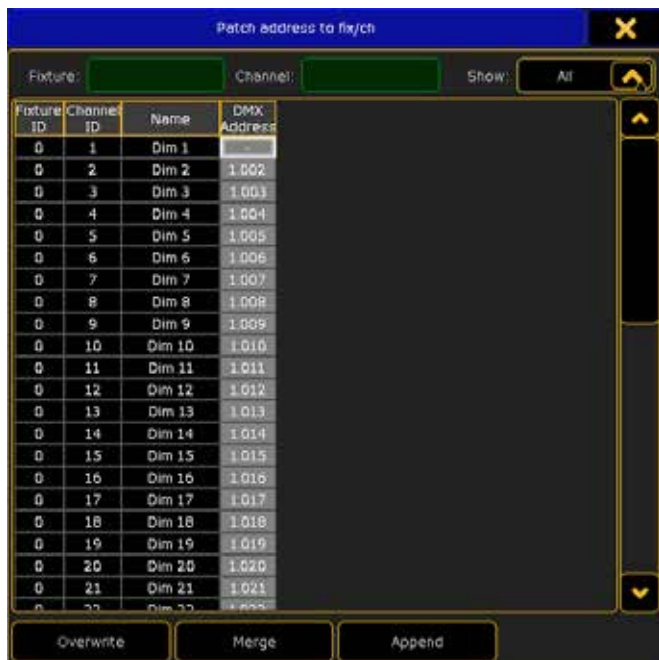 Patch address to fix/ch
Fixture: Channel: Show: All
Fixture ID Channel ID Name DMX Address
0 1 Dim 1 -
0 2 Dim 2 1.002
0 3 Dim 3 1.003
0 4 Dim 4 1.004
0 5 Dim 5 1.005
0 6 Dim 6 1.006
0 7 Dim 7 1.007
0 8 Dim 8 1.008
0 9 Dim 9 1.009
0 10 Dim 10 1.010
0 11 Dim 11 1.011
0 12 Dim 12 1.012
0 13 Dim 13 1.013
0 14 Dim 14 1.014
0 15 Dim 15 1.015
0 16 Dim 16 1.016
0 17 Dim 17 1.017
0 18 Dim 18 1.018
0 19 Dim 19 1.019
0 20 Dim 20 1.020
0 21 Dim 21 1.021
0 22 Dim 22 1.022
Overwrite Merge Append